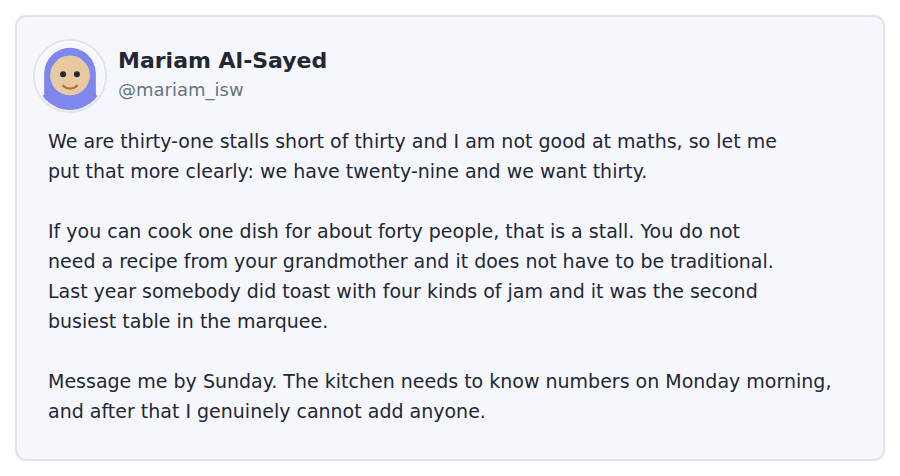 Mariam Al-Sayed
@mariam_isw
We are thirty-one stalls short of thirty and I am not good at maths, so let me
put that more clearly: we have twenty-nine and we want thirty.
If you can cook one dish for about forty people, that is a stall. You do not
need a recipe from your grandmother and it does not have to be traditional.
Last year somebody did toast with four kinds of jam and it was the second
busiest table in the marquee.
Message me by Sunday. The kitchen needs to know numbers on Monday morning,
and after that I genuinely cannot add anyone.